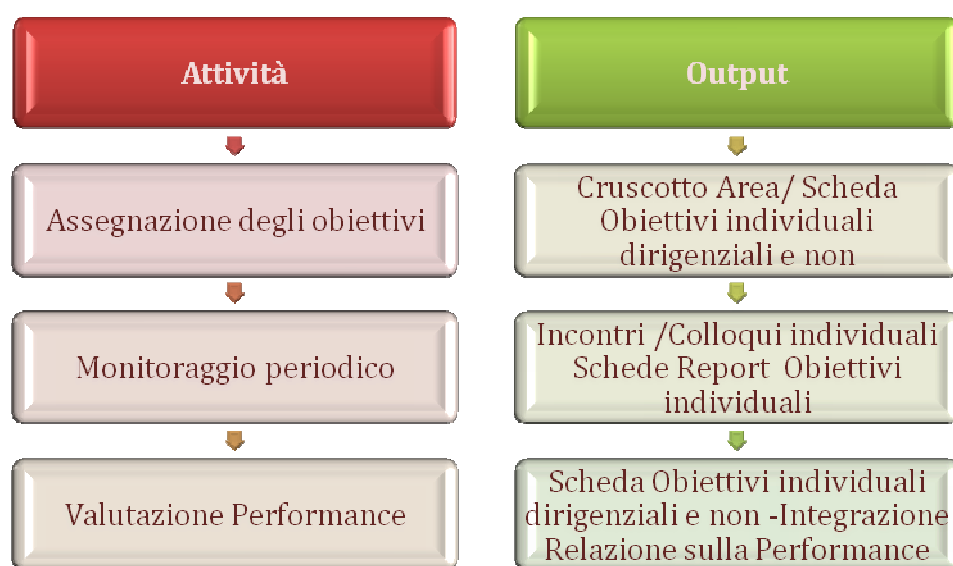 Attività
Assegnazione degli obiettivi
Monitoraggio periodico
Valutazione Performance
Output
Cruscotto Area/ Scheda
Obiettivi individuali
dirigenziali e non
Incontri /Colloqui individuali
Schede Report Obiettivi
individuali
Scheda Obiettivi individuali
dirigenziali e non -Integrazione
Relazione sulla Performance